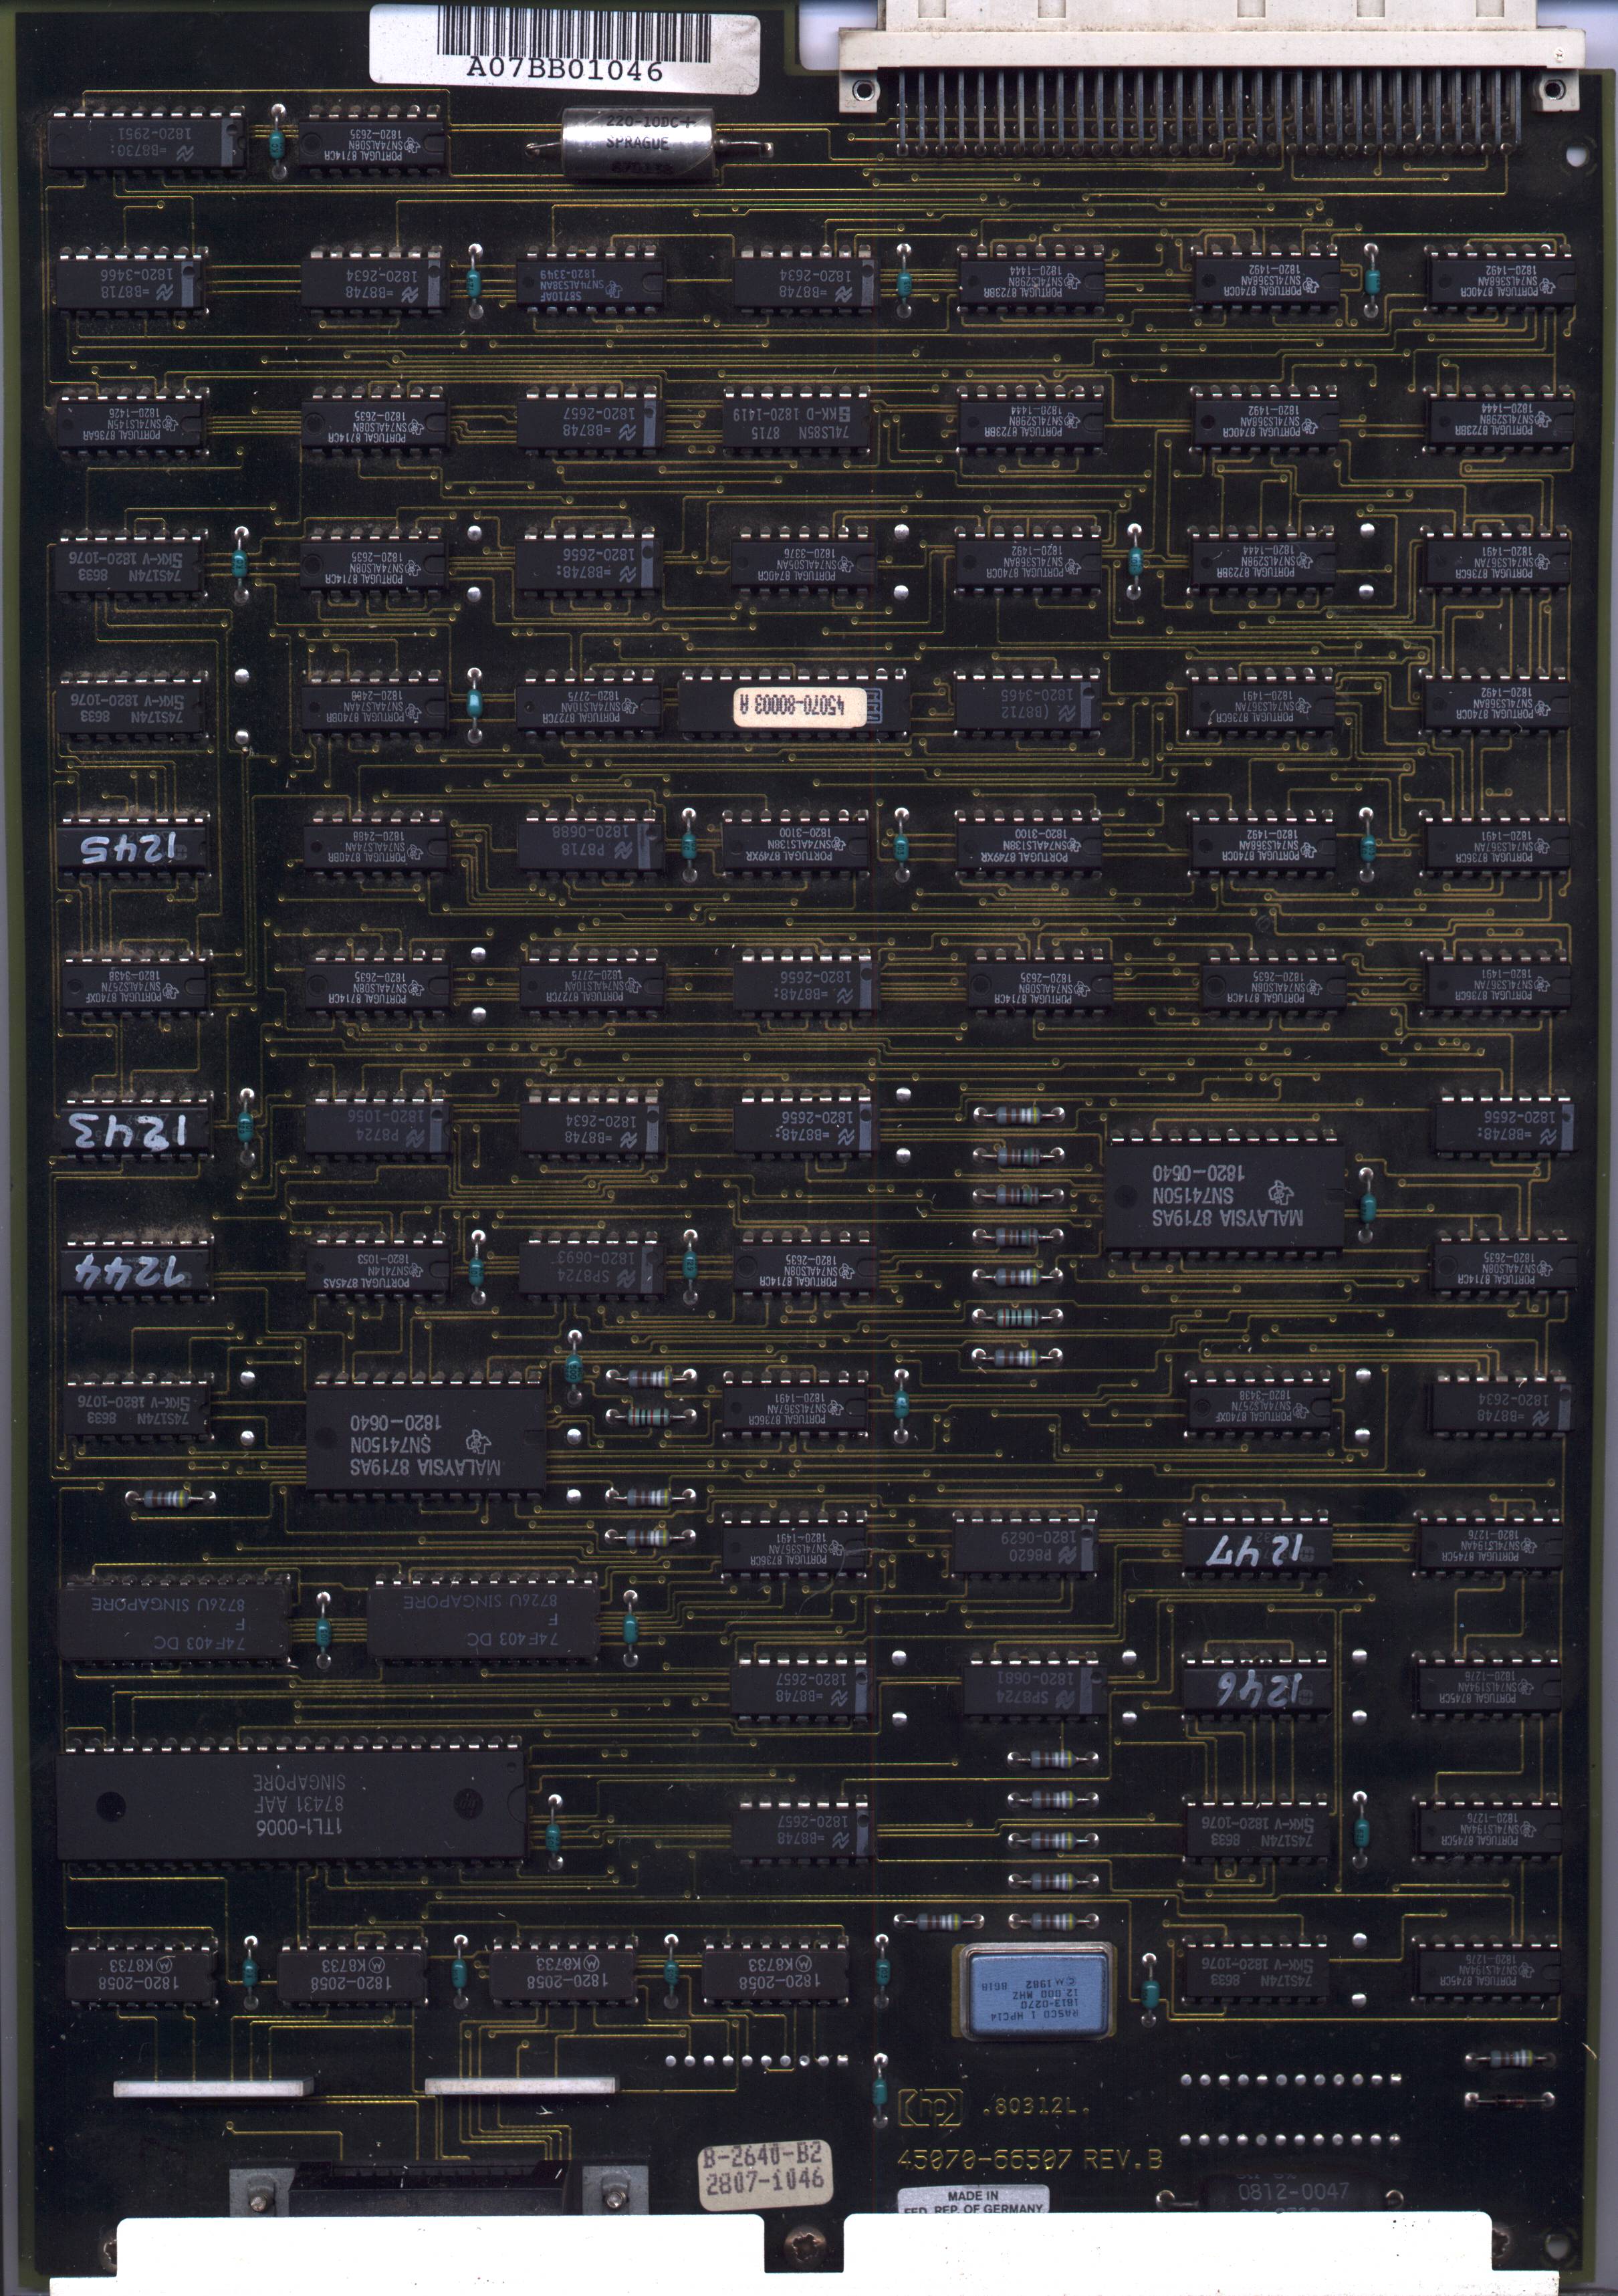 A07BB01046
=B8730:
1820-2951
PORTUGAL 8714CR
SN74ALS08N
1820-2635
220-10DC+
SPRAGUE
=B8718
1820-3466
=B8748
1820-2634
S8710AF
SN74ALS38AN
1820-3349
=B8748
1820-2634
PORTUGAL 8723BR
SN74LS298N
1820-1444
PORTUGAL 8740CR
SN74LS368AN
1820-1492
PORTUGAL 8740CR
SN74LS368AN
1820-1492
PORTUGAL 8736AR
SN74LS145N
1820-1426
PORTUGAL 8714CR
SN74ALS08N
1820-2635
=B8748
1820-2657
74LS85N 8715
SKK-D 1820-1419
PORTUGAL 8723BR
SN74LS298N
1820-1444
PORTUGAL 8740CR
SN74LS368AN
1820-1492
PORTUGAL 8723BR
SN74LS298N
1820-1444
74S174N 8633
SKK-V 1820-1076
PORTUGAL 8714CR
SN74ALS08N
1820-2635
=B8748:
1820-2656
PORTUGAL 8740CR
SN74ALS05AN
1820-3376
PORTUGAL 8740CR
SN74LS368AN
1820-1492
PORTUGAL 8723BR
SN74LS298N
1820-1444
PORTUGAL 8736CR
SN74LS367AN
1820-1491
74S174N 8633
SKK-V 1820-1076
PORTUGAL 8740BR
SN74ALS74AN
1820-2488
PORTUGAL 8727CR
SN74ALS10AN
1820-2775
45070-80003 A
(B8712
1820-3465
PORTUGAL 8736CR
SN74LS367AN
1820-1491
PORTUGAL 8740CR
SN74LS368AN
1820-1492
1245
PORTUGAL 8740BR
SN74ALS74AN
1820-2488
P8718
1820-0688
PORTUGAL 8749XR
SN74ALS138N
1820-3100
PORTUGAL 8749XR
SN74ALS138N
1820-3100
PORTUGAL 8740CR
SN74LS368AN
1820-1492
PORTUGAL 8736CR
SN74LS367AN
1820-1491
PORTUGAL 8740XF
SN74ALS257N
1820-3438
PORTUGAL 8714CR
SN74ALS08N
1820-2635
PORTUGAL 8727CR
SN74ALS10AN
1820-2775
=B8748:
1820-2656
PORTUGAL 8714CR
SN74ALS08N
1820-2635
PORTUGAL 8714CR
SN74ALS08N
1820-2635
PORTUGAL 8736CR
SN74LS367AN
1820-1491
1243
P8724
1820-1056
=B8748
1820-2634
=B8748:
1820-2656
MALAYSIA 8719AS
SN74150N
1820-0640
=B8748:
1820-2656
1244
PORTUGAL 8745AS
SN7414N
1820-1053
SP8724
1820-0693
PORTUGAL 8714CR
SN74ALS08N
1820-2635
PORTUGAL 8714CR
SN74ALS08N
1820-2635
74S174N 8633
SKK-V 1820-1076
MALAYSIA 8719AS
SN74150N
1820-0640
PORTUGAL 8736CR
SN74LS367AN
1820-1491
PORTUGAL 8740XF
SN74ALS257N
1820-3438
=B8748
1820-2634
PORTUGAL 8736CR
SN74LS367AN
1820-1491
P8620
1820-0629
1247
PORTUGAL 8745CR
SN74LS194AN
1820-1276
74F403 DC
F
8726U SINGAPORE
74F403 DC
F
8726U SINGAPORE
=B8748
1820-2657
SP8724
1820-0681
1246
PORTUGAL 8745CR
SN74LS194AN
1820-1276
1TL1-0006
87431 AAF
SINGAPORE
=B8748
1820-2657
74S174N 8633
SKK-V 1820-1076
PORTUGAL 8745CR
SN74LS194AN
1820-1276
K8733
1820-2058
K8733
1820-2058
K8733
1820-2058
K8733
1820-2058
RASCO 1 HPC14
1813-0270
12.000 MHZ
© M 1982 8618
74S174N 8633
SKK-V 1820-1076
PORTUGAL 8745CR
SN74LS194AN
1820-1276
hp .80312L.
45070-66507 REV.B
B-2640-B2
2807-1046
MADE IN
FED. REP. OF GERMANY
0812-0047